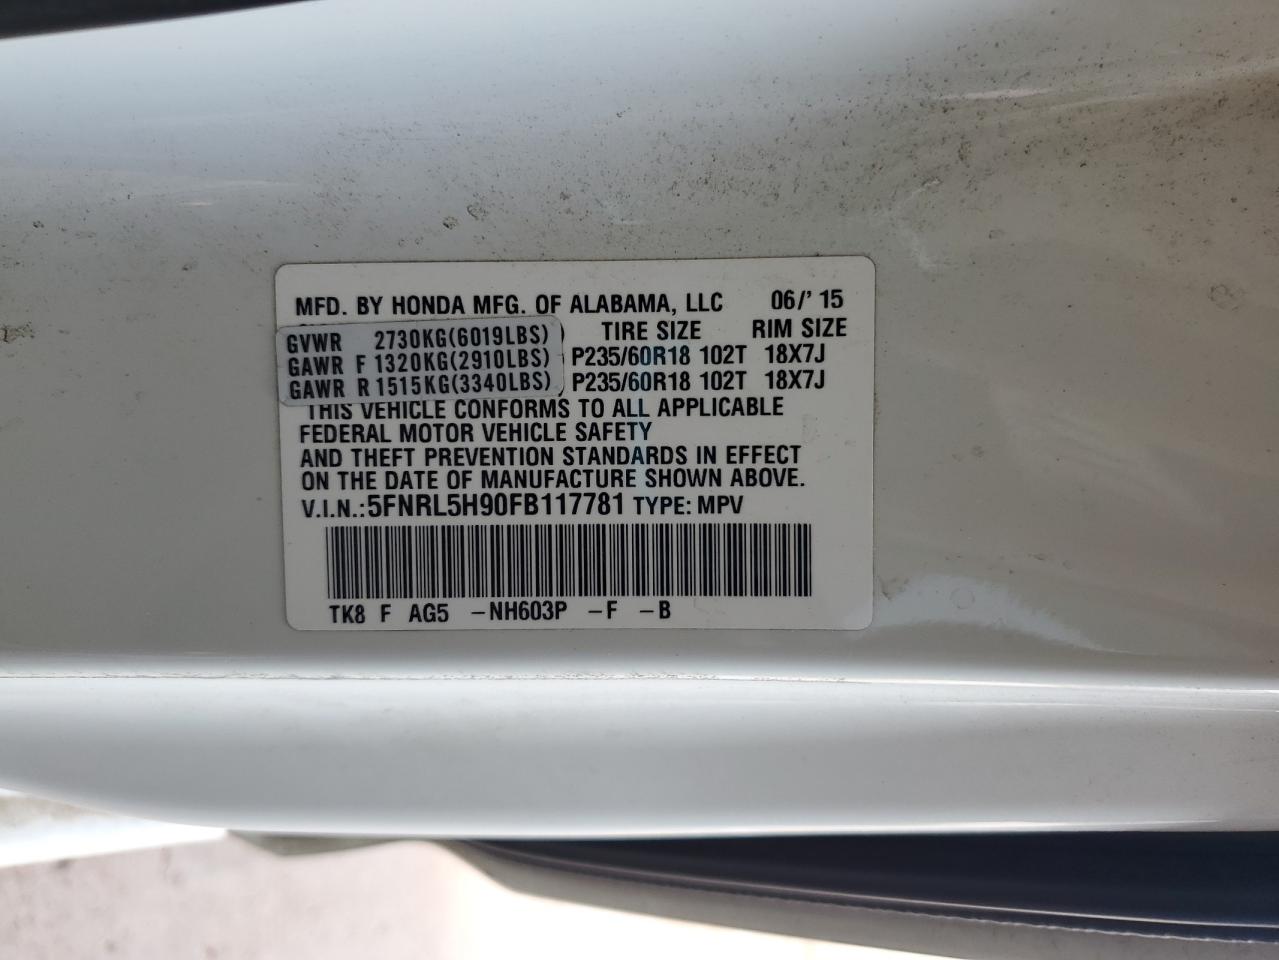 MFD. BY HONDA MFG. OF ALABAMA, LLC 06/' 15
TIRE SIZE RIM SIZE
GVWR 2730KG(6019LBS)
GAWR F 1320KG(2910LBS) P235/60R18 102T 18X7J
GAWR R 1515KG(3340LBS) P235/60R18 102T 18X7J
THIS VEHICLE CONFORMS TO ALL APPLICABLE
FEDERAL MOTOR VEHICLE SAFETY
AND THEFT PREVENTION STANDARDS IN EFFECT
ON THE DATE OF MANUFACTURE SHOWN ABOVE.
V.I.N.:5FNRL5H90FB117781 TYPE: MPV
TK8 F AG5 -NH603P -F -B